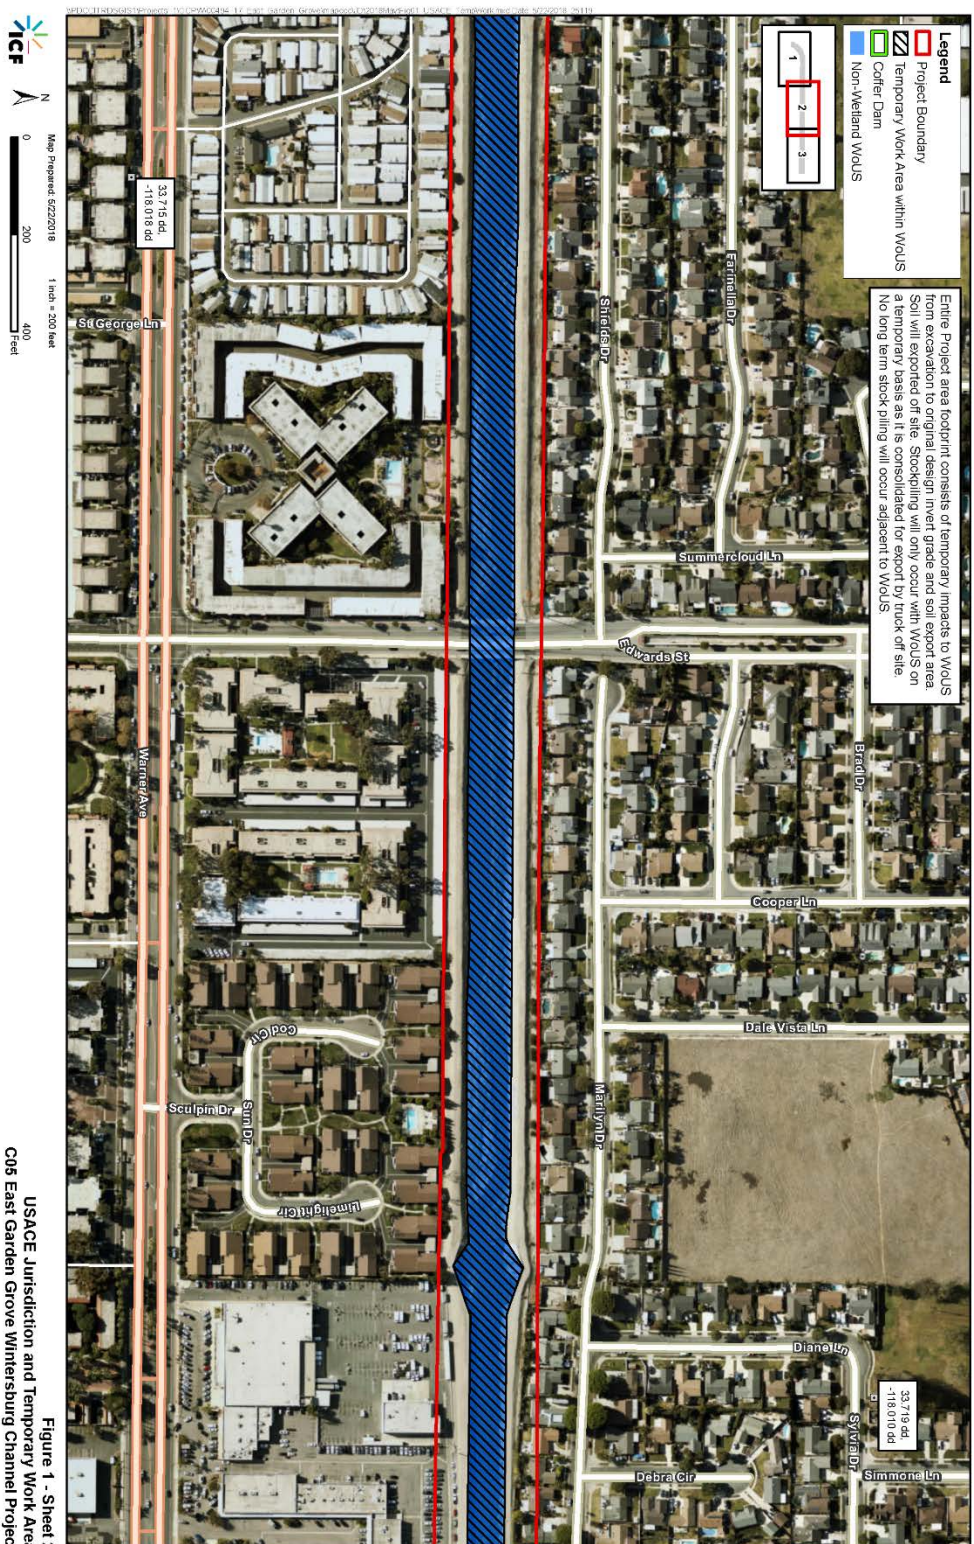 Legend
Project Boundary
Temporary Work Area within WoUS
Coffer Dam
Non-Wetland WoUS
1
2
3
Entire Project area footprint consists of temporary impacts to WoUS
from excavation to original design invert grade and soil export area.
Soil will exported off site. Stockpiling will only occur with WoUS on
a temporary basis as it is consolidated for export by truck off site.
No long term stock piling will occur adjacent to WoUS.
Farinella Dr
Shields Dr
Summercloud Ln
Edwards St
Brad Dr
Cooper Ln
Dale Vista Ln
Marilyn Dr
Diane Ln
Sylvia Dr
Simmone Ln
Debra Cir
33.719 dd,
-118.010 dd
33.715 dd,
-118.018 dd
St George Ln
Warner Ave
Cod Cir
Sculpin Dr
Sun Dr
Limelight Cir
ICF
N
Map Prepared: 5/22/2018
1 inch = 200 feet
0
200
400
Feet
Figure 1 - Sheet
USACE Jurisdiction and Temporary Work
C05 East Garden Grove Wintersburg Channel